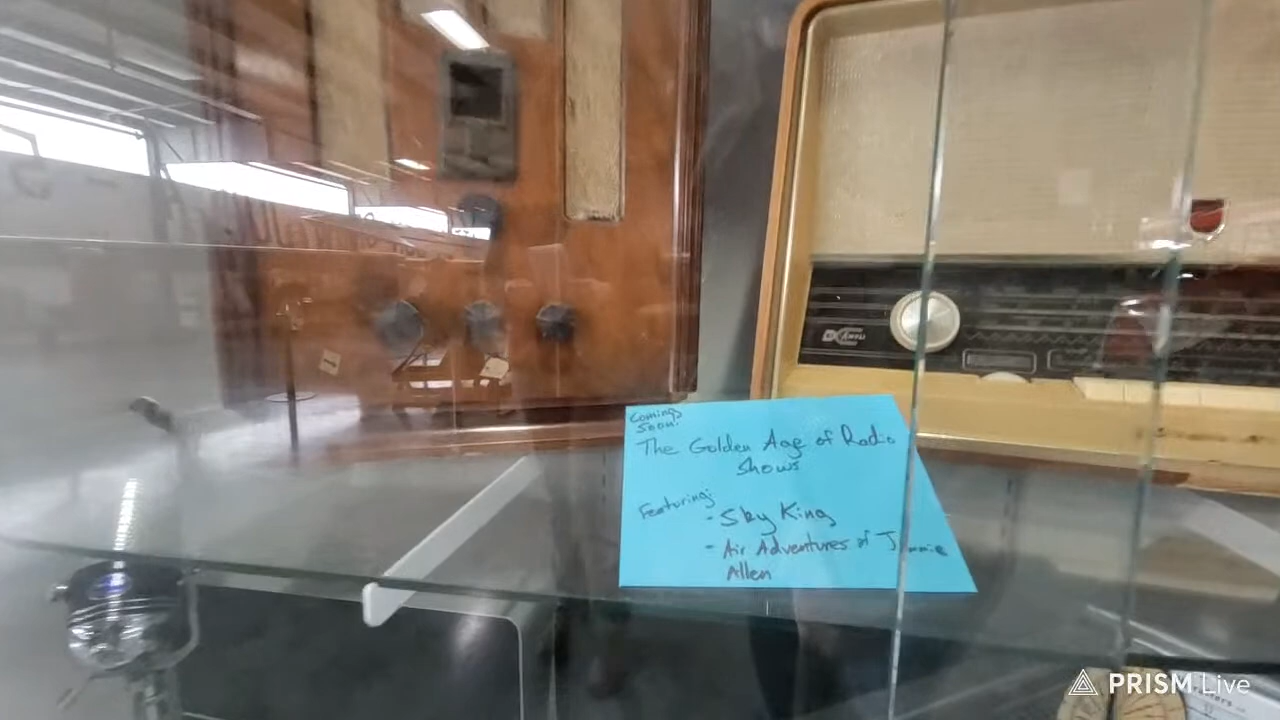 Coming
Soon:
The Golden Age of Radio
Shows
Featuring:
- Sky King
- Air Adventures of Jimmie
Allen
PRISM Live